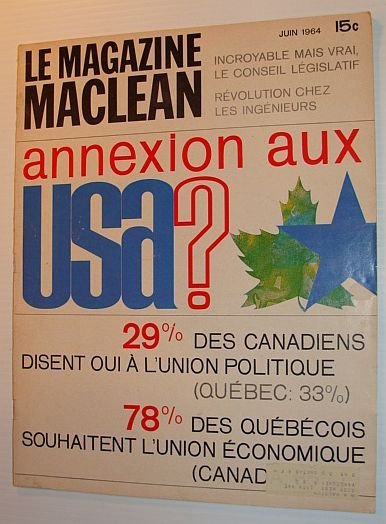 JUIN 1964 15c
LE MAGAZINE
MACLEAN
INCROYABLE MAIS VRAI,
LE CONSEIL LÉGISLATIF
RÉVOLUTION CHEZ
LES INGÉNIEURS
annexion aux
usa?
29% DES CANADIENS
DISENT OUI À L'UNION POLITIQUE
(QUÉBEC: 33%)
78% DES QUÉBÉCOIS
SOUHAITENT L'UNION ÉCONOMIQUE